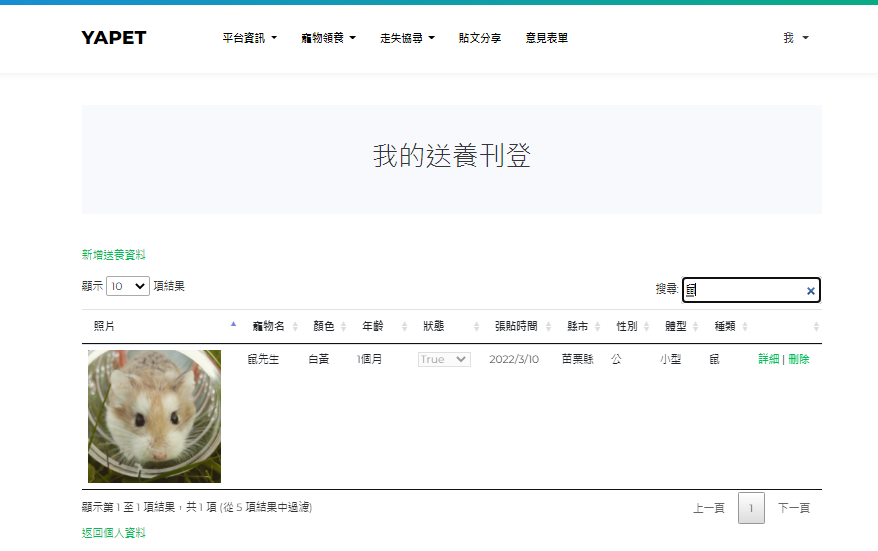 YAPET 平台資訊 寵物領養 走失協尋 貼文分享 意見表單 我
我的送養刊登
新增送養資料
顯示 10 項結果 搜尋: 鼠 ×
照片 寵物名 顏色 年齡 狀態 張貼時間 縣市 性別 體型 種類
鼠先生 白黃 1個月 True 2022/3/10 苗栗縣 公 小型 鼠 詳細 | 刪除
顯示第 1 至 1 項結果，共 1 項 (從 5 項結果中過濾) 上一頁 1 下一頁
返回個人資料